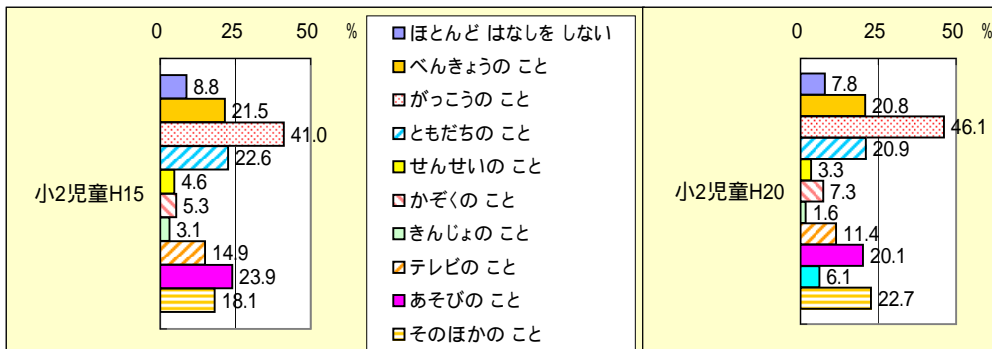 0 25 50 %
小2児童H15
8.8
21.5
41.0
22.6
4.6
5.3
3.1
14.9
23.9
18.1
ほとんど はなしを しない
べんきょうの こと
がっこうの こと
ともだちの こと
せんせいの こと
かぞくの こと
きんじょの こと
テレビの こと
あそびの こと
そのほかの こと
0 25 50 %
小2児童H20
7.8
20.8
46.1
20.9
3.3
7.3
1.6
11.4
20.1
6.1
22.7